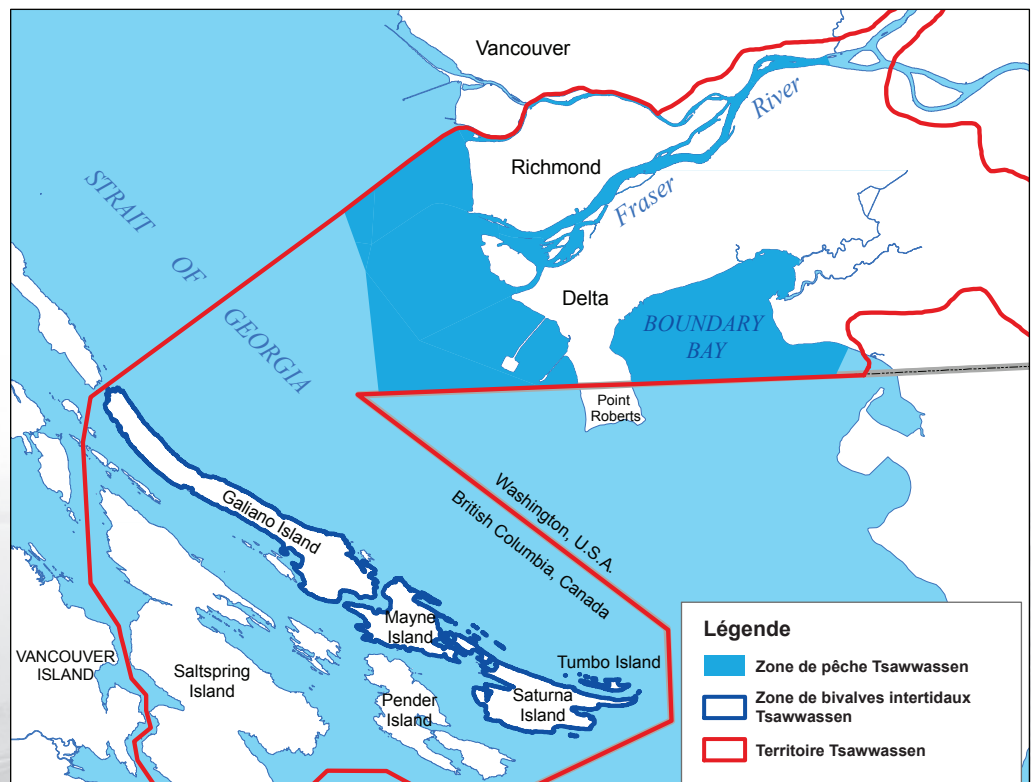 Vancouver
River
Richmond
Fraser
STRAIT
OF
GEORGIA
Delta
BOUNDARY
BAY
Point
Roberts
Washington, U.S.A.
British Columbia, Canada
Galiano Island
Mayne
Island
VANCOUVER
ISLAND
Saltspring
Island
Pender
Island
Tumbo Island
Saturna
Island
Légende
Zone de pêche Tsawwassen
Zone de bivalves intertidaux
Tsawwassen
Territoire Tsawwassen